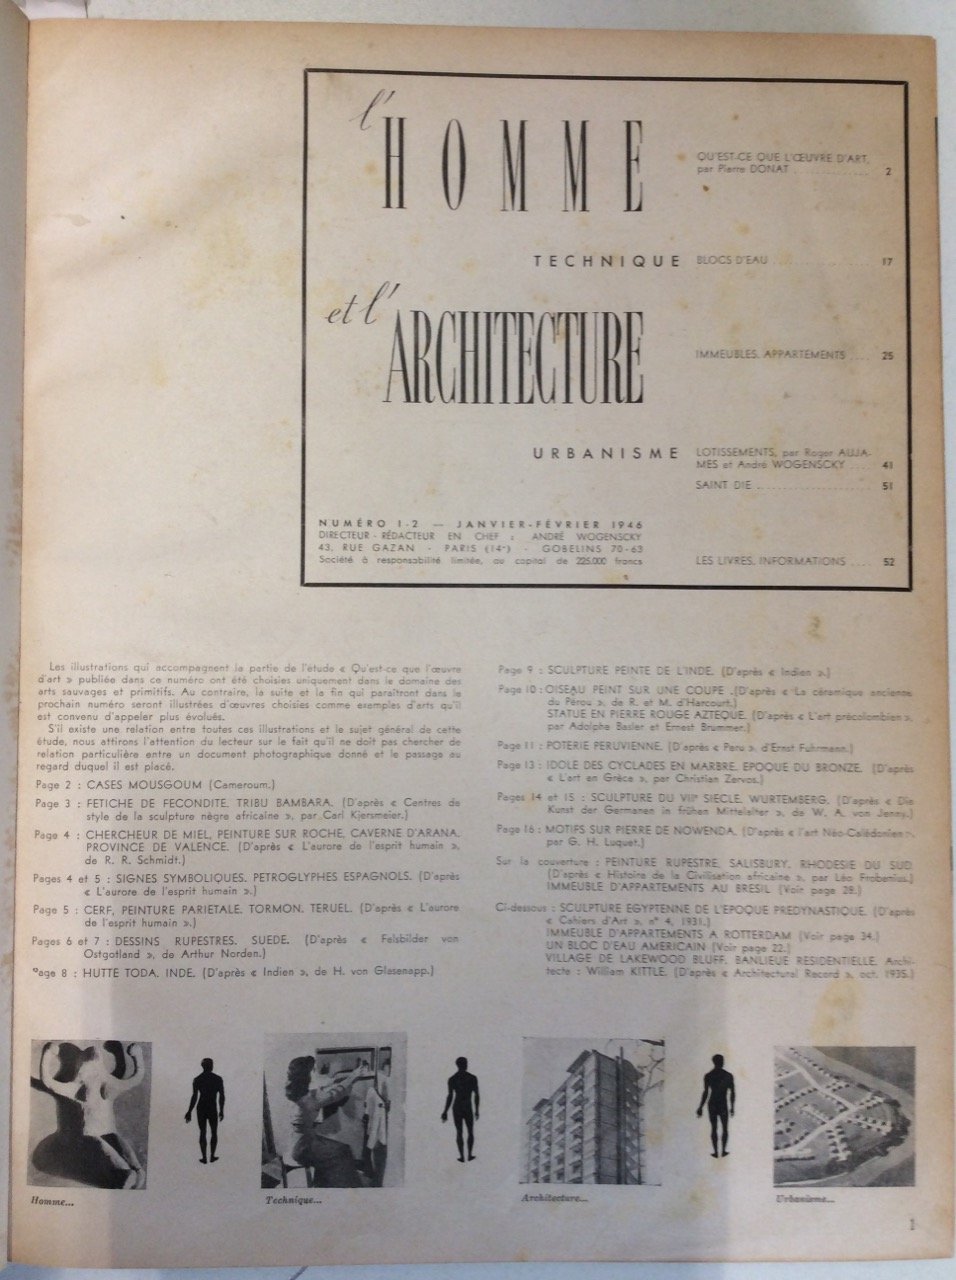 l'HOMME
QU'EST-CE QUE L'ŒUVRE D'ART,
par Pierre DONAT ............ 2
TECHNIQUE BLOCS D'EAU ............ 17
et l'ARCHITECTURE
IMMEUBLES. APPARTEMENTS .... 25
URBANISME LOTISSEMENTS, par Roger AUJA-
MES et André WOGENSCKY .... 41
SAINT DIE ............ 51
NUMÉRO 1-2 — JANVIER-FÉVRIER 1946
DIRECTEUR - RÉDACTEUR EN CHEF : ANDRÉ WOGENSCKY
43, RUE GAZAN - PARIS (14e) - GOBELINS 70-63
Société à responsabilité limitée, au capital de 225.000 francs
LES LIVRES. INFORMATIONS .... 52
Les illustrations qui accompagnent la partie de l'étude « Qu'est-ce que l'œuvre
d'art » publiée dans ce numéro ont été choisies uniquement dans le domaine des
arts sauvages et primitifs. Au contraire, la suite et la fin qui paraîtront dans le
prochain numéro seront illustrées d'œuvres choisies comme exemples d'arts qu'il
est convenu d'appeler plus évolués.
S'il existe une relation entre toutes ces illustrations et le sujet général de cette
étude, nous attirons l'attention du lecteur sur le fait qu'il ne doit pas chercher de
relation particulière entre un document photographique donné et le passage au
regard duquel il est placé.
Page 2 : CASES MOUSGOUM (Cameroum.)
Page 3 : FETICHE DE FECONDITE. TRIBU BAMBARA. (D'après « Centres de
style de la sculpture nègre africaine », par Carl Kjersmeier.)
Page 4 : CHERCHEUR DE MIEL, PEINTURE SUR ROCHE, CAVERNE D'ARANA.
PROVINCE DE VALENCE. (D'après « L'aurore de l'esprit humain »,
de R. R. Schmidt.)
Pages 4 et 5 : SIGNES SYMBOLIQUES. PETROGLYPHES ESPAGNOLS. (D'après
« L'aurore de l'esprit humain ».)
Page 5 : CERF, PEINTURE PARIETALE. TORMON. TERUEL. (D'après « L'aurore
de l'esprit humain ».)
Pages 6 et 7 : DESSINS RUPESTRES. SUEDE. (D'après « Felsbilder von
Ostgotland », de Arthur Norden.)
Page 8 : HUTTE TODA. INDE. (D'après « Indien », de H. von Glasenapp.)
Page 9 : SCULPTURE PEINTE DE L'INDE. (D'après « Indien ».)
Page 10 : OISEAU PEINT SUR UNE COUPE .(D'après « La céramique ancienne
du Pérou », de R. et M. d'Harcourt.)
STATUE EN PIERRE ROUGE AZTEQUE. (D'après « L'art précolombien »,
par Adolphe Basler et Ernest Brummer.)
Page 11 : POTERIE PERUVIENNE. (D'après « Peru », d'Ernst Fuhrmann.)
Page 13 : IDOLE DES CYCLADES EN MARBRE. EPOQUE DU BRONZE. (D'après
« L'art en Grèce », par Christian Zervos.)
Pages 14 et 15 : SCULPTURE DU VIIe SIECLE. WURTEMBERG. (D'après « Die
Kunst der Germanen in frühen Mittelalter », de W. A. von Jenny.)
Page 16 : MOTIFS SUR PIERRE DE NOWENDA. (D'après « l'art Néo-Calédonien »,
par G. H. Luquet.)
Sur la couverture : PEINTURE RUPESTRE. SALISBURY. RHODESIE DU SUD.
(D'après « Histoire de la Civilisation africaine », par Léo Frobenius.)
IMMEUBLE D'APPARTEMENTS AU BRESIL (Voir page 28.)
Ci-dessous : SCULPTURE EGYPTENNE DE L'EPOQUE PREDYNASTIQUE. (D'après
« Cahiers d'Art », n° 4, 1931.)
IMMEUBLE D'APPARTEMENTS A ROTTERDAM (Voir page 34.)
UN BLOC D'EAU AMERICAIN (Voir page 22.)
VILLAGE DE LAKEWOOD BLUFF. BANLIEUE RESIDENTIELLE. Archi-
tecte : William KITTLE. (D'après « Architectural Record », oct. 1935.)
Homme... Technique... Architecture... Urbanisme...
1